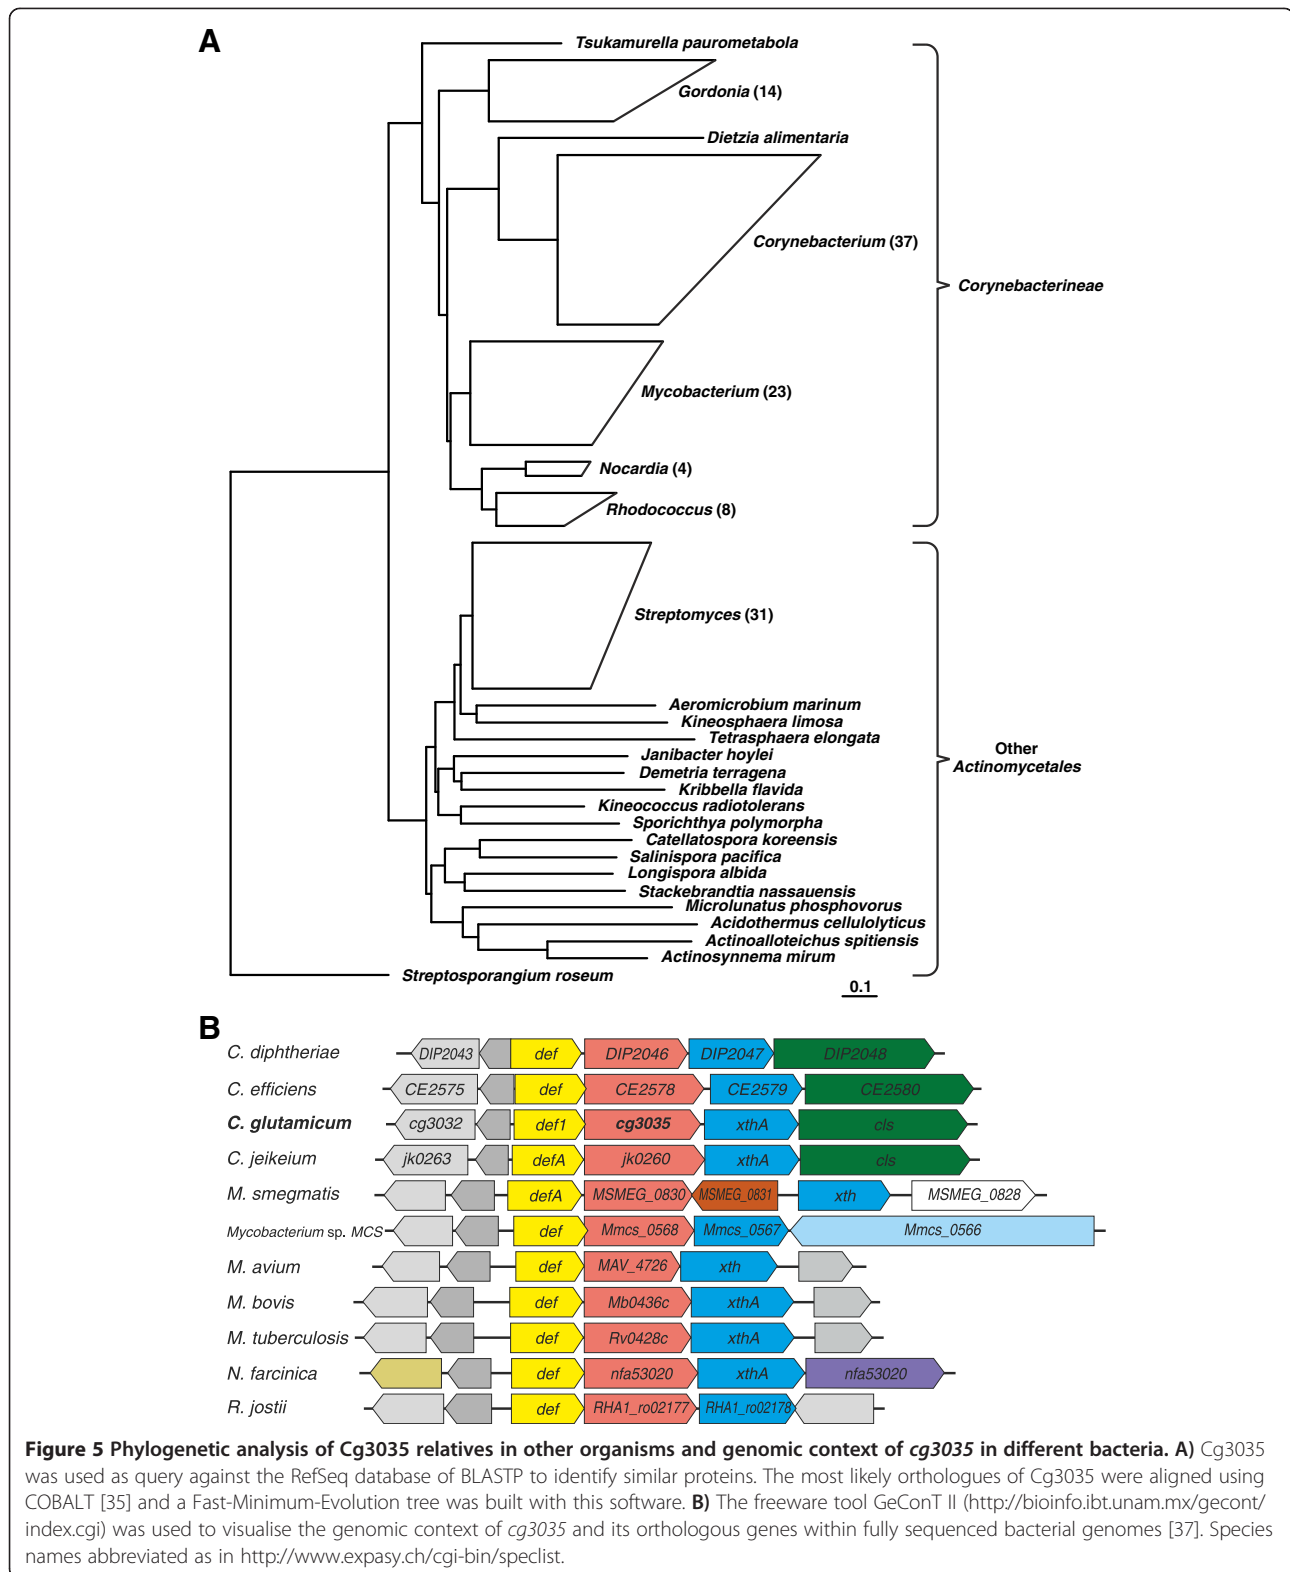 A
Tsukamurella paurometabola
Gordonia (14)
Dietzia alimentaria
Corynebacterium (37)
Corynebacterineae
Mycobacterium (23)
Nocardia (4)
Rhodococcus (8)
Streptomyces (31)
Aeromicrobium marinum
Kineosphaera limosa
Tetrasphaera elongata
Janibacter hoylei
Demetria terragena
Kribbella flavida
Kineococcus radiotolerans
Sporichthya polymorpha
Catellatospora koreensis
Salinispora pacifica
Longispora albida
Stackebrandtia nassauensis
Microlunatus phosphovorus
Acidothermus cellulolyticus
Actinoalloteichus spitiensis
Actinosynnema mirum
Other
Actinomycetales
Streptosporangium roseum
0.1
B
C. diphtheriae DIP2043 def DIP2046 DIP2047 DIP2048
C. efficiens CE2575 def CE2578 CE2579 CE2580
C. glutamicum cg3032 def1 cg3035 xthA cls
C. jeikeium jk0263 defA jk0260 xthA cls
M. smegmatis defA MSMEG_0830 MSMEG_0831 xth MSMEG_0828
Mycobacterium sp. MCS def Mmcs_0568 Mmcs_0567 Mmcs_0566
M. avium def MAV_4726 xth
M. bovis def Mb0436c xthA
M. tuberculosis def Rv0428c xthA
N. farcinica def nfa53020 xthA nfa53020
R. jostii def RHA1_ro02177 RHA1_ro02178
Figure 5 Phylogenetic analysis of Cg3035 relatives in other organisms and genomic context of cg3035 in different bacteria. A) Cg3035
was used as query against the RefSeq database of BLASTP to identify similar proteins. The most likely orthologues of Cg3035 were aligned using
COBALT [35] and a Fast-Minimum-Evolution tree was built with this software. B) The freeware tool GeConT II (http://bioinfo.ibt.unam.mx/gecont/
index.cgi) was used to visualise the genomic context of cg3035 and its orthologous genes within fully sequenced bacterial genomes [37]. Species
names abbreviated as in http://www.expasy.ch/cgi-bin/speclist.